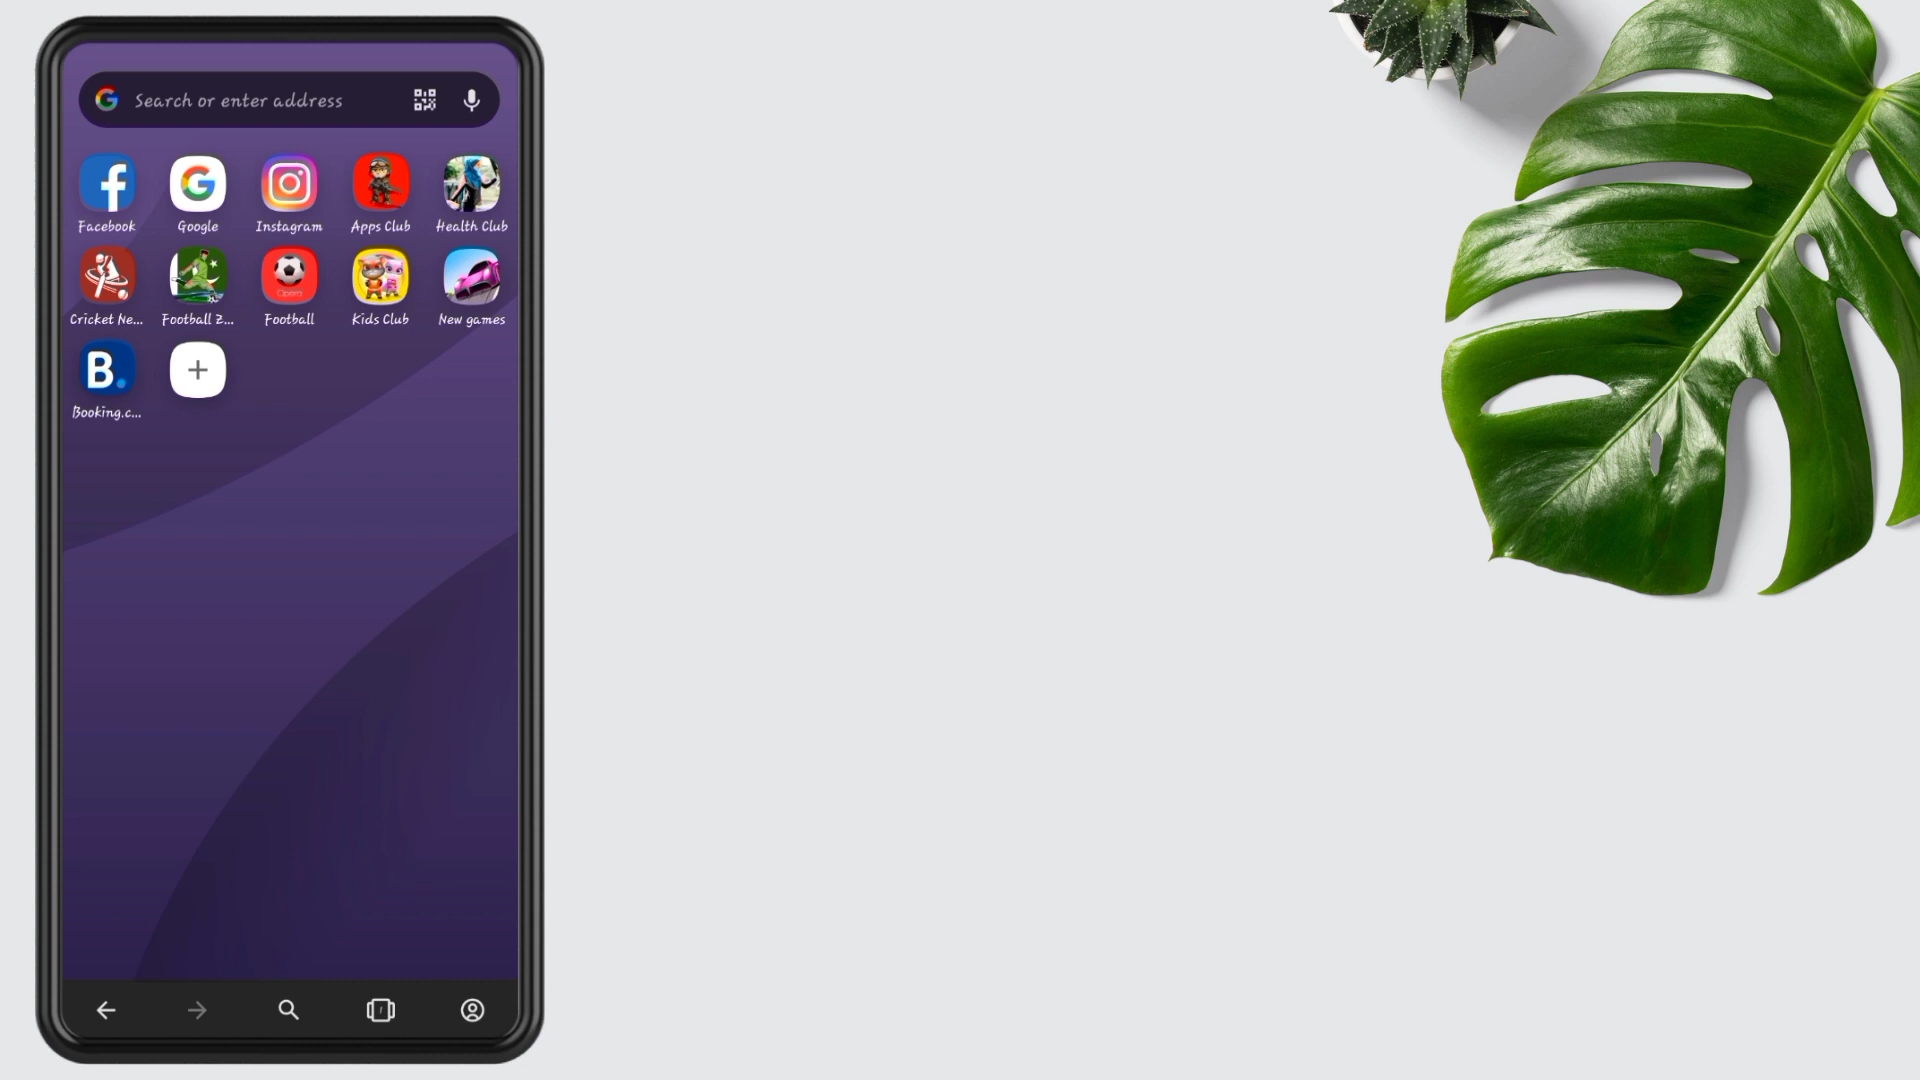 Search or enter address
Facebook Google Instagram Apps Club Health Club
Opera
Cricket Ne... Football Z... Football Kids Club New games
B.
Booking.c...